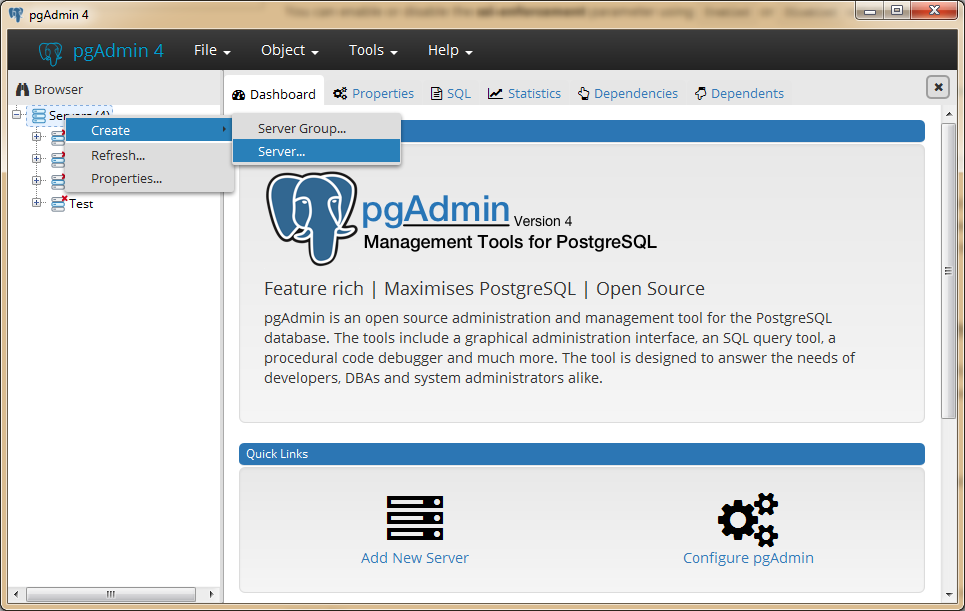 You can enable or disable the ssl-enforcement parameter using
pgAdmin 4
pgAdmin 4 File Object Tools Help
Browser
Dashboard Properties SQL Statistics Dependencies Dependents
Servers (4)
Create
Refresh...
Properties...
Server Group...
Server...
Test
pgAdmin Version 4
Management Tools for PostgreSQL
Feature rich | Maximises PostgreSQL | Open Source
pgAdmin is an open source administration and management tool for the PostgreSQL
database. The tools include a graphical administration interface, an SQL query tool, a
procedural code debugger and much more. The tool is designed to answer the needs of
developers, DBAs and system administrators alike.
Quick Links
Add New Server
Configure pgAdmin